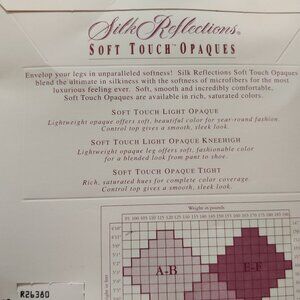 Silk Reflections®
SOFT TOUCH™ OPAQUES
Envelop your legs in unparalleled softness! Silk Reflections Soft Touch Opaques
blend the ultimate in silkiness with the softness of microfibers for the most
luxurious feeling ever. Soft, smooth and incredibly comfortable,
Soft Touch Opaques are available in rich, saturated colors.
SOFT TOUCH LIGHT OPAQUE
Lightweight opaque offers soft, beautiful color for year-round fashion.
Control top gives a smooth, sleek look.
SOFT TOUCH LIGHT OPAQUE KNEEHIGH
Lightweight opaque leg offers soft, fashionable color
for a blended look from pant to shoe.
SOFT TOUCH OPAQUE TIGHT
Rich, saturated hues for complete color coverage.
Control top gives a smooth, sleek look.
Weight in pounds
A-B
E-F
R26380